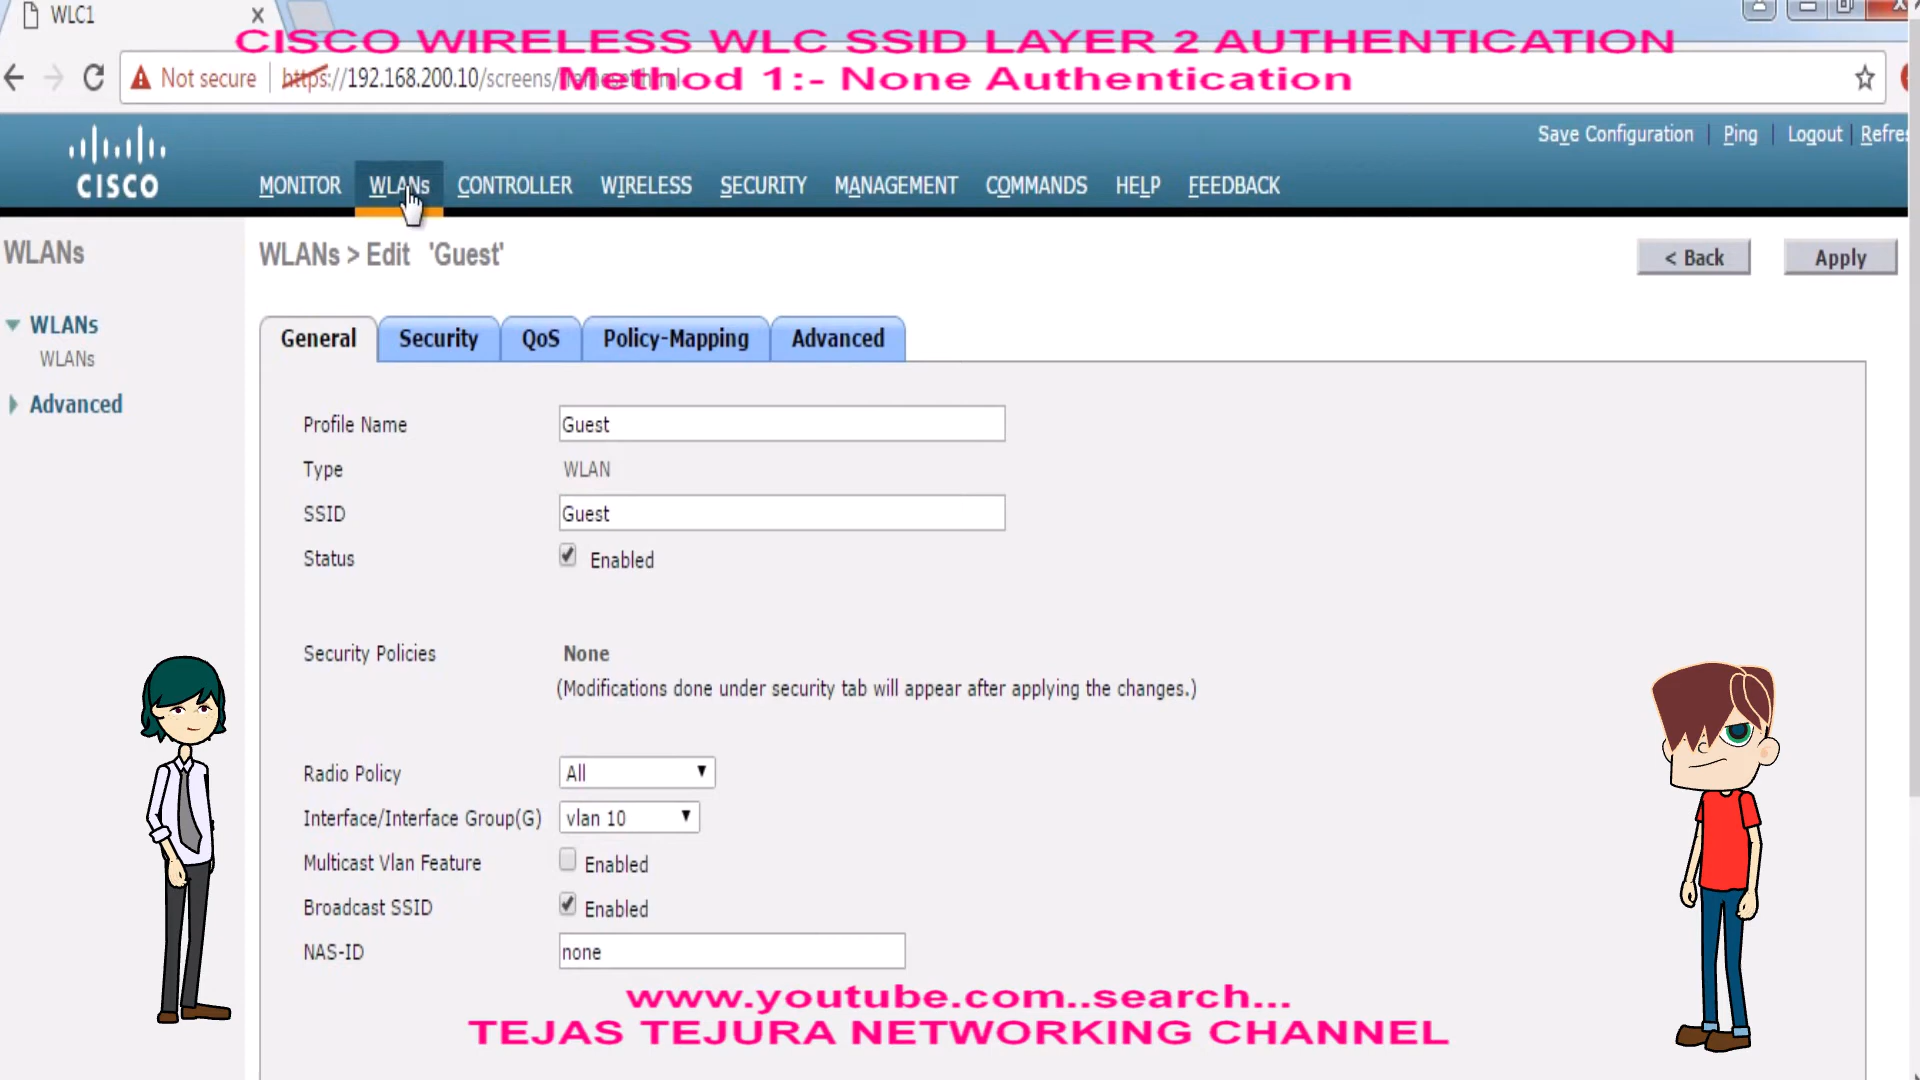 WLC1
CISCO WIRELESS WLC SSID LAYER 2 AUTHENTICATION
Not secure https://192.168.200.10/screens/
Method 1:- None Authentication
Save Configuration Ping Logout Refres
CISCO
MONITOR WLANs CONTROLLER WIRELESS SECURITY MANAGEMENT COMMANDS HELP FEEDBACK
WLANs
WLANs > Edit 'Guest'
< Back Apply
WLANs
WLANs
Advanced
General Security QoS Policy-Mapping Advanced
Profile Name Guest
Type WLAN
SSID Guest
Status Enabled
Security Policies None
(Modifications done under security tab will appear after applying the changes.)
Radio Policy All
Interface/Interface Group(G) vlan 10
Multicast Vlan Feature Enabled
Broadcast SSID Enabled
NAS-ID none
www.youtube.com..search...
TEJAS TEJURA NETWORKING CHANNEL